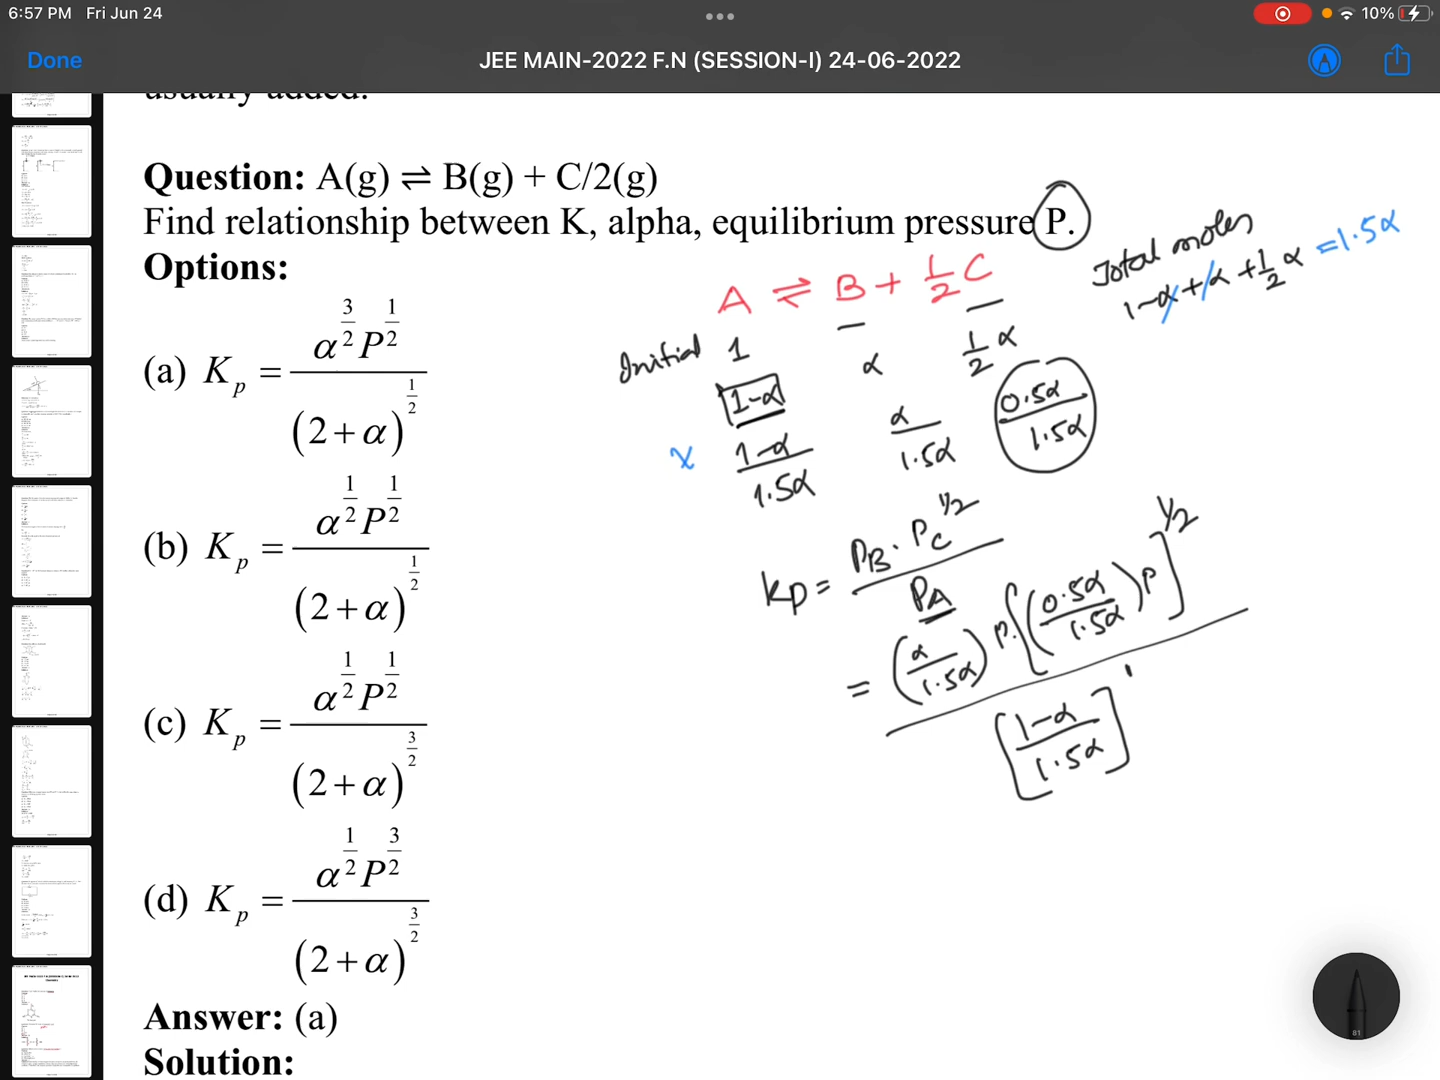 6:57 PM Fri Jun 24
10%
Done
JEE MAIN-2022 F.N (SESSION-I) 24-06-2022
usually added.
Question: A(g) ⇌ B(g) + C/2(g)
Find relationship between K, alpha, equilibrium pressure P.
Options:
(a) K_p = α^(3/2) P^(1/2) / (2+α)^(1/2)
(b) K_p = α^(1/2) P^(1/2) / (2+α)^(1/2)
(c) K_p = α^(1/2) P^(1/2) / (2+α)^(3/2)
(d) K_p = α^(1/2) P^(3/2) / (2+α)^(3/2)
Answer: (a)
Solution:
Total moles
1-α+α+1/2 α = 1.5α
A ⇌ B + 1/2 C
Initial 1 — —
1-α α 1/2 α
χ (1-α)/1.5α α/1.5α 0.5α/1.5α
Kp = P_B · P_C^(1/2) / P_A
= (α/1.5α) P · [(0.5α/1.5α) P]^(1/2) / [(1-α)/1.5α]'
81